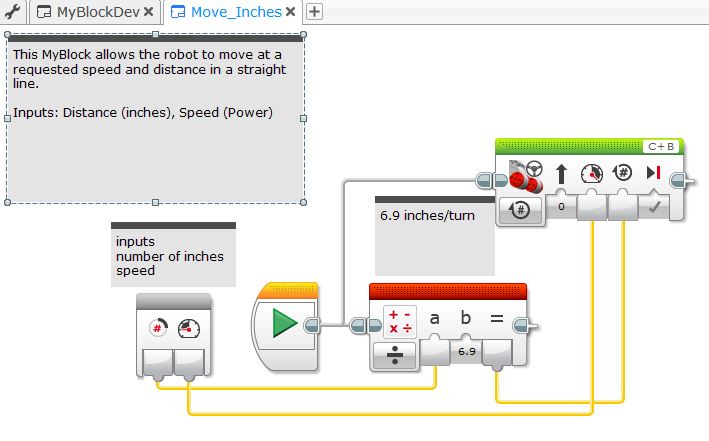 MyBlockDev
Move_Inches
This MyBlock allows the robot to move at a
requested speed and distance in a straight
line.
Inputs: Distance (inches), Speed (Power)
C+B
#
#
0
6.9 inches/turn
inputs
number of inches
speed
#
+ -
x ÷
a b =
÷
6.9